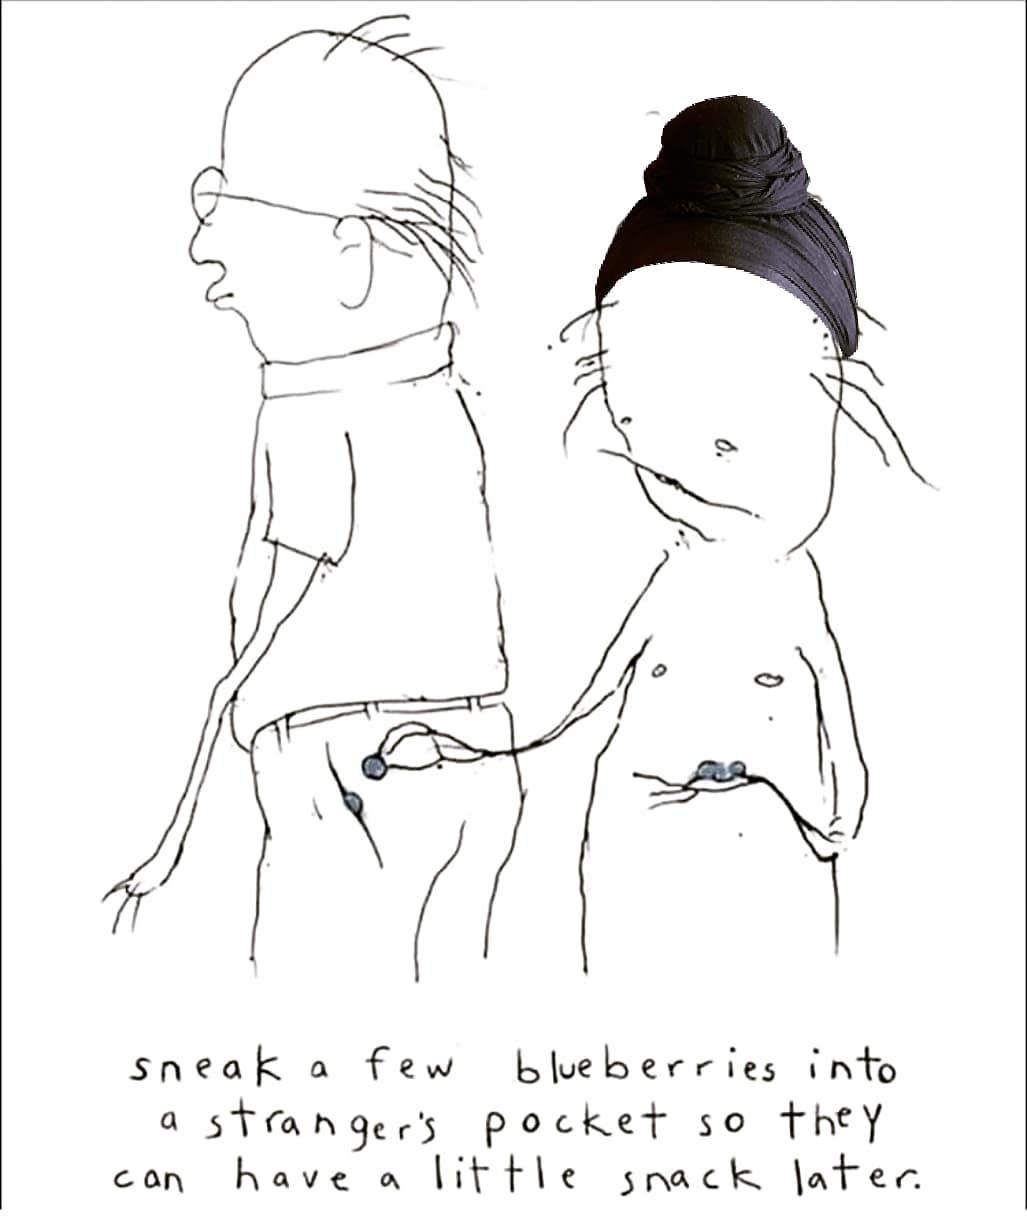 sneak a few blueberries into
a stranger's pocket so they
can have a little snack later.